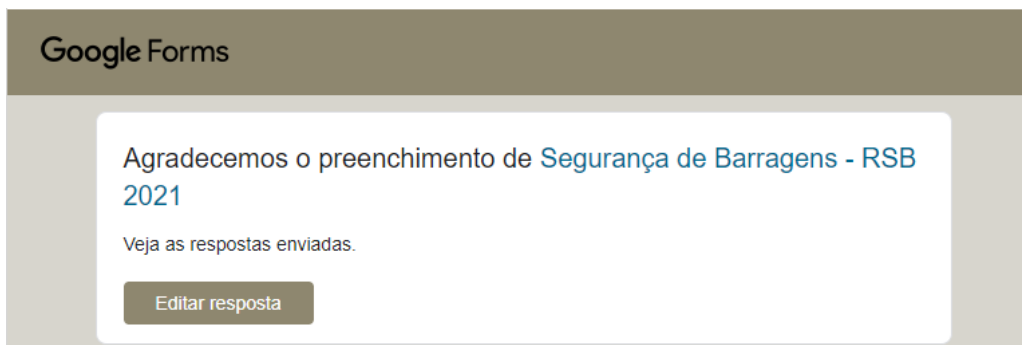 Google Forms
Agradecemos o preenchimento de Segurança de Barragens - RSB
2021
Veja as respostas enviadas.
Editar resposta